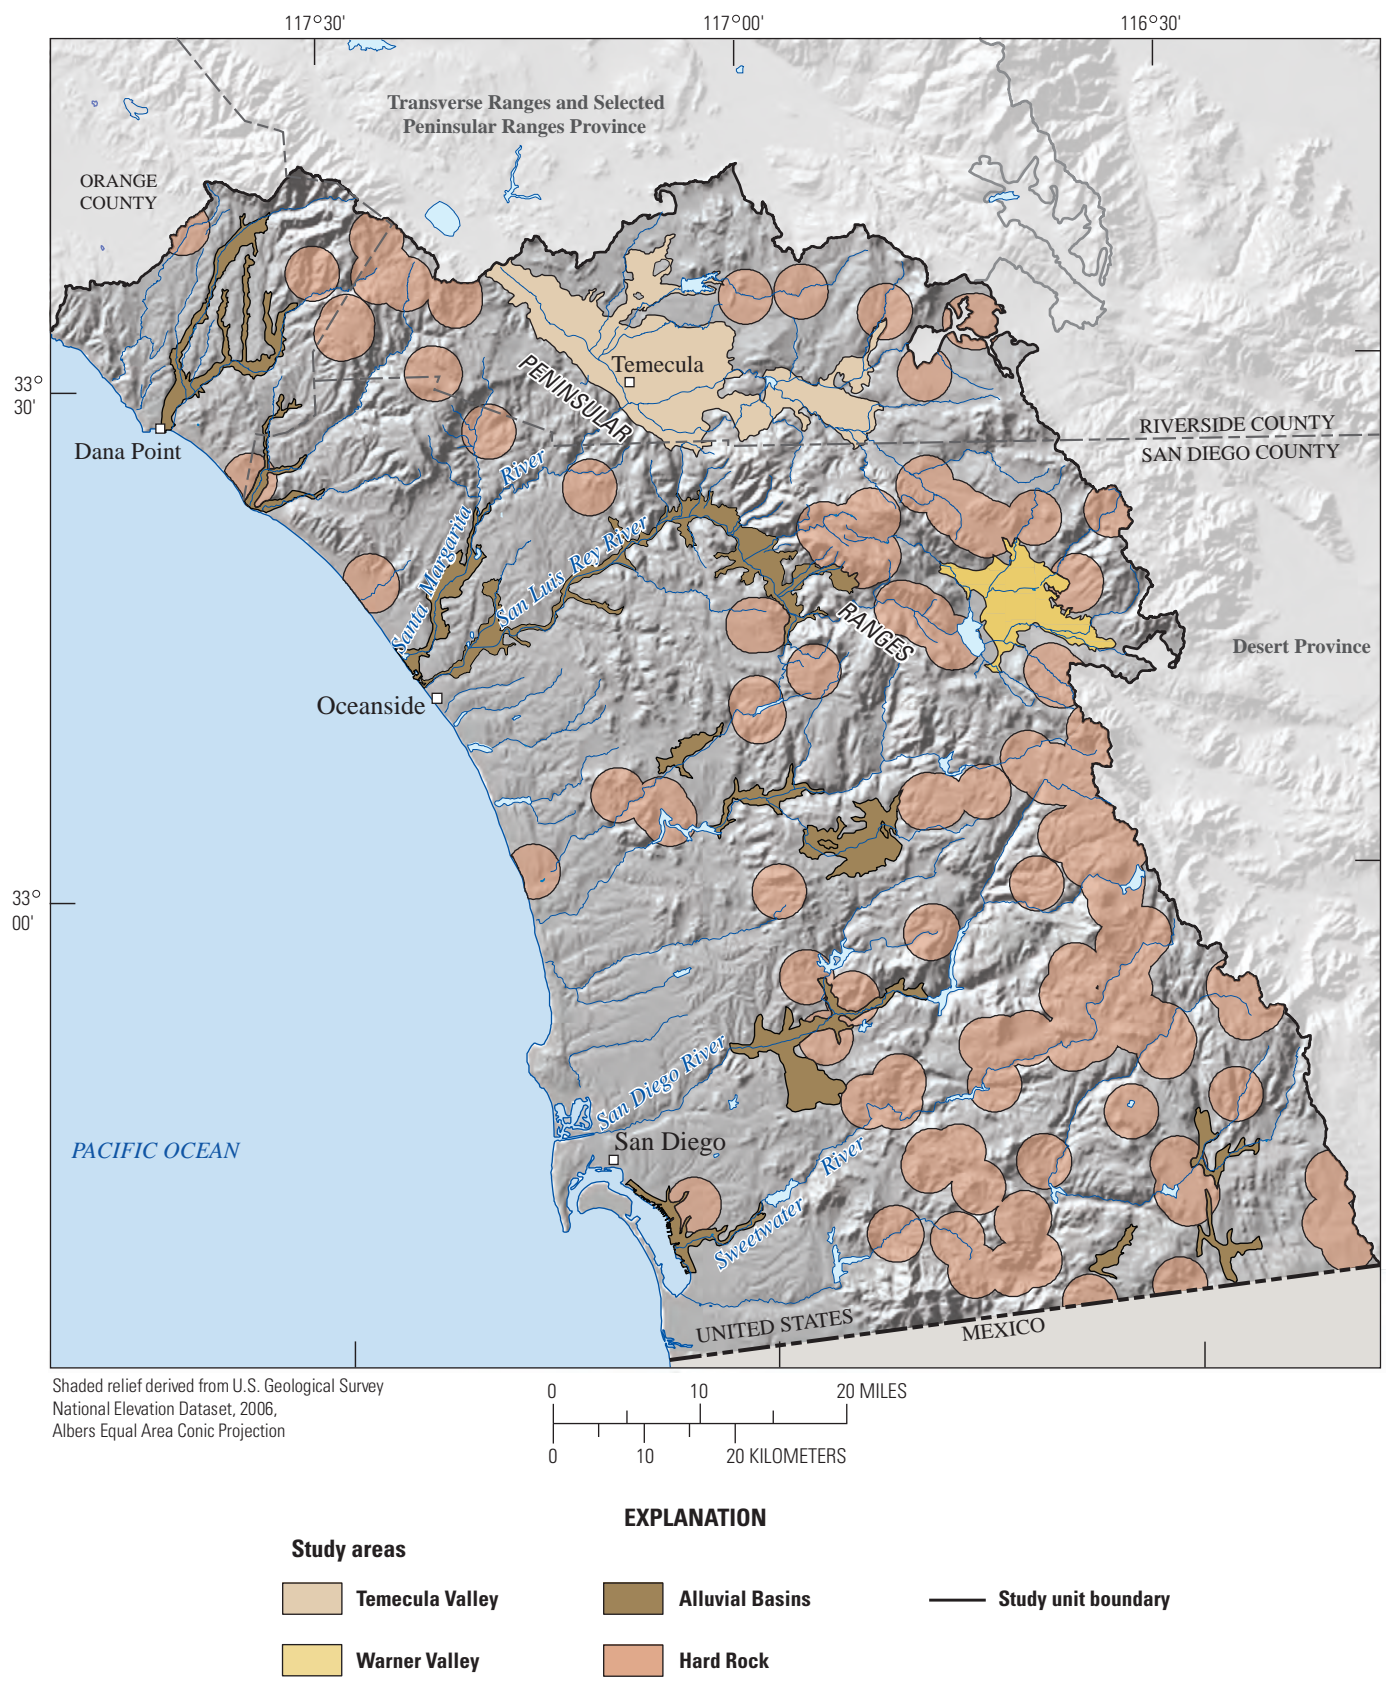 117°30'
117°00'
116°30'
Transverse Ranges and Selected
Peninsular Ranges Province
ORANGE
COUNTY
33°
30'
Temecula
PENINSULAR
Dana Point
RIVERSIDE COUNTY
SAN DIEGO COUNTY
Santa Margarita River
San Luis Rey River
RANGES
Desert Province
Oceanside
33°
00'
San Diego River
PACIFIC OCEAN
San Diego
Sweetwater River
UNITED STATES
MEXICO
Shaded relief derived from U.S. Geological Survey
National Elevation Dataset, 2006,
Albers Equal Area Conic Projection
0 10 20 MILES
0 10 20 KILOMETERS
EXPLANATION
Study areas
Temecula Valley
Alluvial Basins
Study unit boundary
Warner Valley
Hard Rock